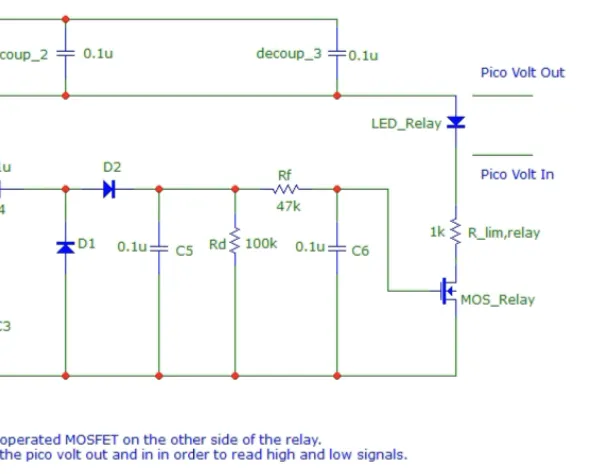 coup_2
0.1u
decoup_3
0.1u
Pico Volt Out
LED_Relay
Pico Volt In
1u
D2
Rf
47k
4
D1
0.1u
C5
Rd
100k
0.1u
C6
1k
R_lim,relay
MOS_Relay
C3
operated MOSFET on the other side of the relay.
the pico volt out and in in order to read high and low signals.